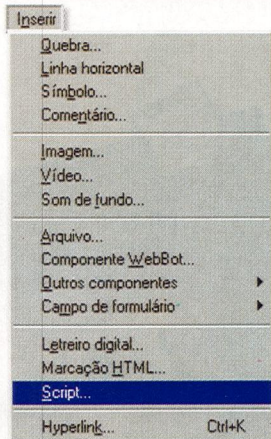 Inserir
Quebra...
Linha horizontal
Símbolo...
Comentário...
Imagem...
Vídeo...
Som de fundo...
Arquivo...
Componente WebBot...
Outros componentes
Campo de formulário
Letreiro digital...
Marcação HTML...
Script...
Hyperlink... Ctrl+K